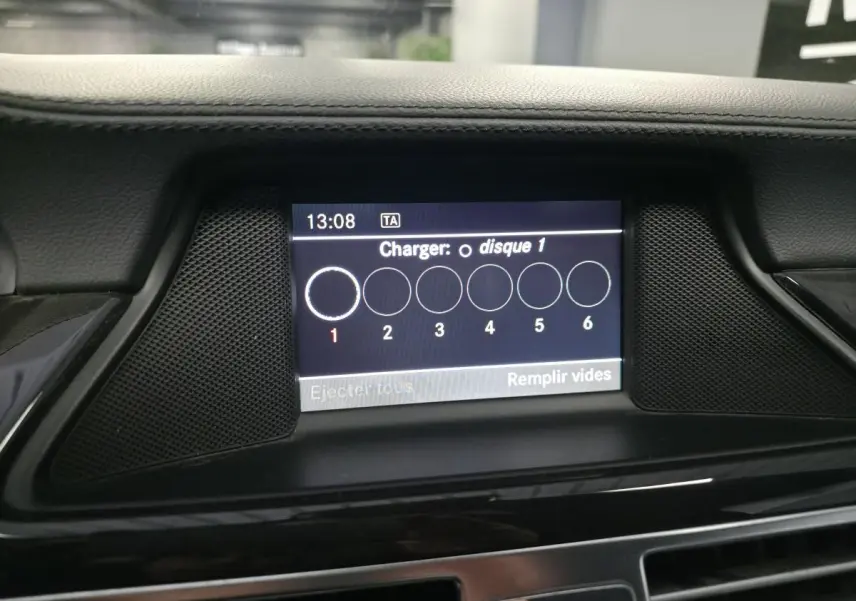 13:08 TA
Charger: disque 1
1 2 3 4 5 6
Ejecter tous Remplir vides